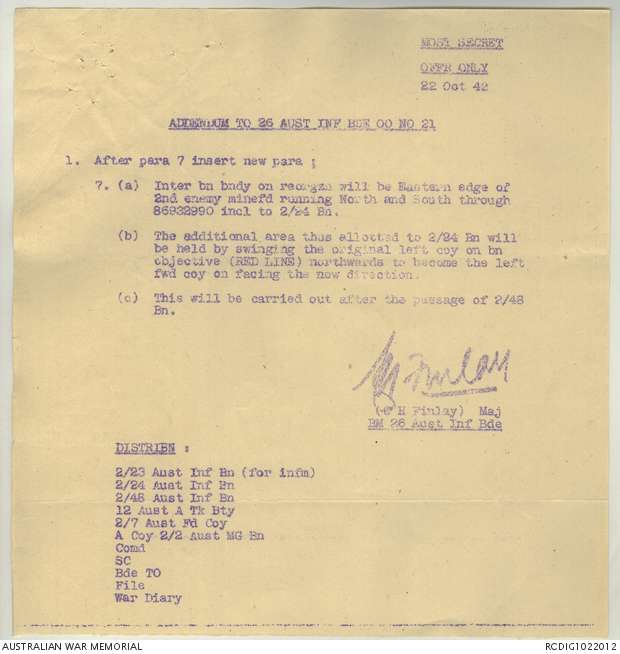 MOST SECRET
OFFR ONLY
22 Oct 42
ADDENDUM TO 26 AUST INF BDE OO NO 21
1. After para 7 insert new para ;
7. (a) Inter bn bndy on reorgzn will be Eastern edge of
2nd enemy minefd running North and South through
86932990 incl to 2/24 Bn.
(b) The additional area thus allotted to 2/24 Bn will
be held by swinging the original left coy on bn
objective (RED LINE) northwards to become the left
fwd coy on facing the new direction.
(c) This will be carried out after the passage of 2/48
Bn.
Finlay
(C H Finlay) Maj
BM 26 Aust Inf Bde
DISTRIBN :
2/23 Aust Inf Bn (for infm)
2/24 Aust Inf Bn
2/48 Aust Inf Bn
12 Aust A Tk Bty
2/7 Aust Fd Coy
A Coy 2/2 Aust MG Bn
Comd
SC
Bde TO
File
War Diary
AUSTRALIAN WAR MEMORIAL
RCDIG1022012